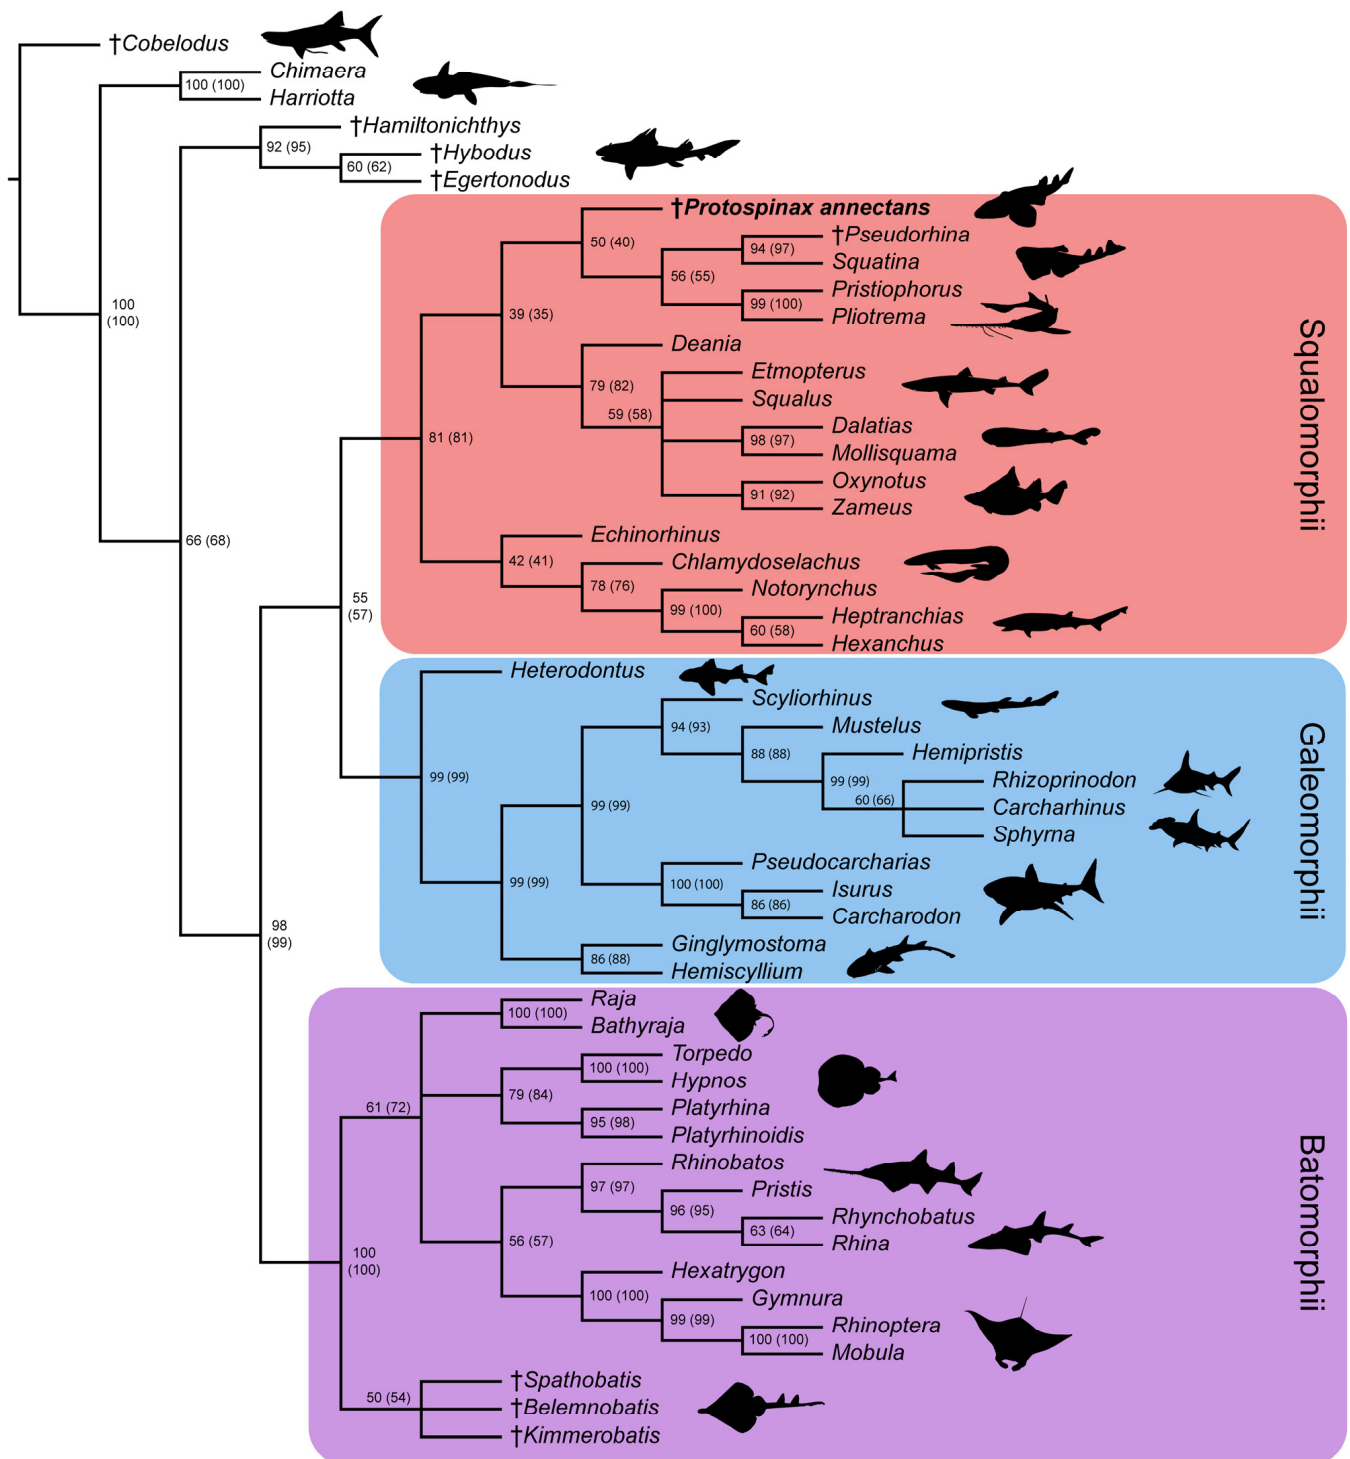 †Cobelodus
Chimaera
100 (100)
Harriotta
†Hamiltonichthys
92 (95)
†Hybodus
60 (62)
†Egertonodus
†Protospinax annectans
50 (40)
†Pseudorhina
94 (97)
Squatina
56 (55)
Pristiophorus
99 (100)
Pliotrema
39 (35)
Deania
79 (82)
Etmopterus
59 (58)
Squalus
Dalatias
98 (97)
Mollisquama
Oxynotus
91 (92)
Zameus
81 (81)
Echinorhinus
42 (41)
Chlamydoselachus
78 (76)
Notorynchus
99 (100)
Heptranchias
60 (58)
Hexanchus
Squalomorphii
100
(100)
66 (68)
55
(57)
Heterodontus
Scyliorhinus
94 (93)
Mustelus
88 (88)
Hemipristis
99 (99)
Rhizoprinodon
60 (66)
Carcharhinus
Sphyrna
99 (99)
99 (99)
Pseudocarcharias
100 (100)
Isurus
86 (86)
Carcharodon
99 (99)
Ginglymostoma
86 (88)
Hemiscyllium
Galeomorphii
98
(99)
Raja
100 (100)
Bathyraja
Torpedo
100 (100)
Hypnos
79 (84)
Platyrhina
95 (98)
Platyrhinoidis
61 (72)
Rhinobatos
97 (97)
Pristis
96 (95)
Rhynchobatus
63 (64)
Rhina
56 (57)
Hexatrygon
100 (100)
Gymnura
99 (99)
Rhinoptera
100 (100)
Mobula
100
(100)
†Spathobatis
50 (54)
†Belemnobatis
†Kimmerobatis
Batomorphii